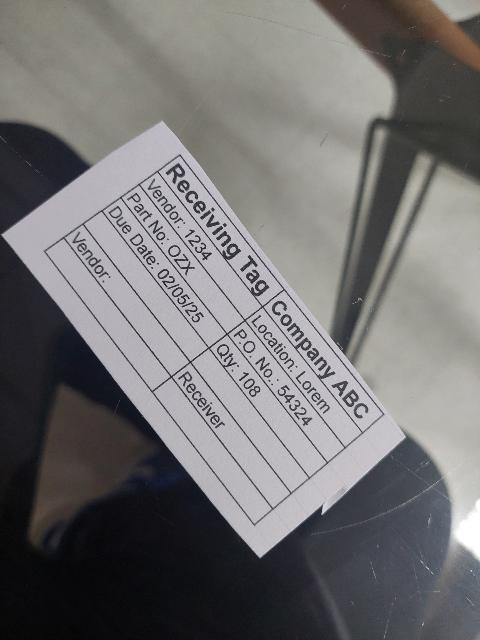 Receiving Tag Company ABC
Vendor: 1234 Location: Lorem
Part No: OZX P.O. No.: 54324
Due Date: 02/05/25 Qty: 108
Vendor: Receiver